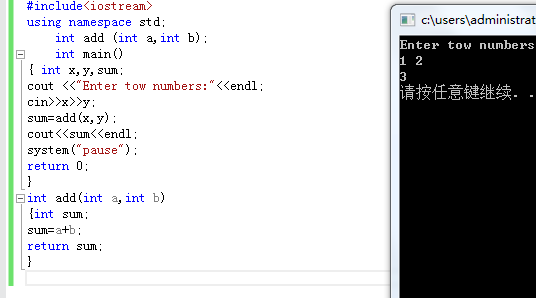 #include<iostream>
using namespace std;
int add (int a,int b);
int main()
{ int x,y,sum;
cout <<"Enter tow numbers:"<<endl;
cin>>x>>y;
sum=add(x,y);
cout<<sum<<endl;
system("pause");
return 0;
}
int add(int a,int b)
{int sum;
sum=a+b;
return sum;
}
c:\users\administrat
Enter tow numbers
1 2
3
请按任意键继续. .